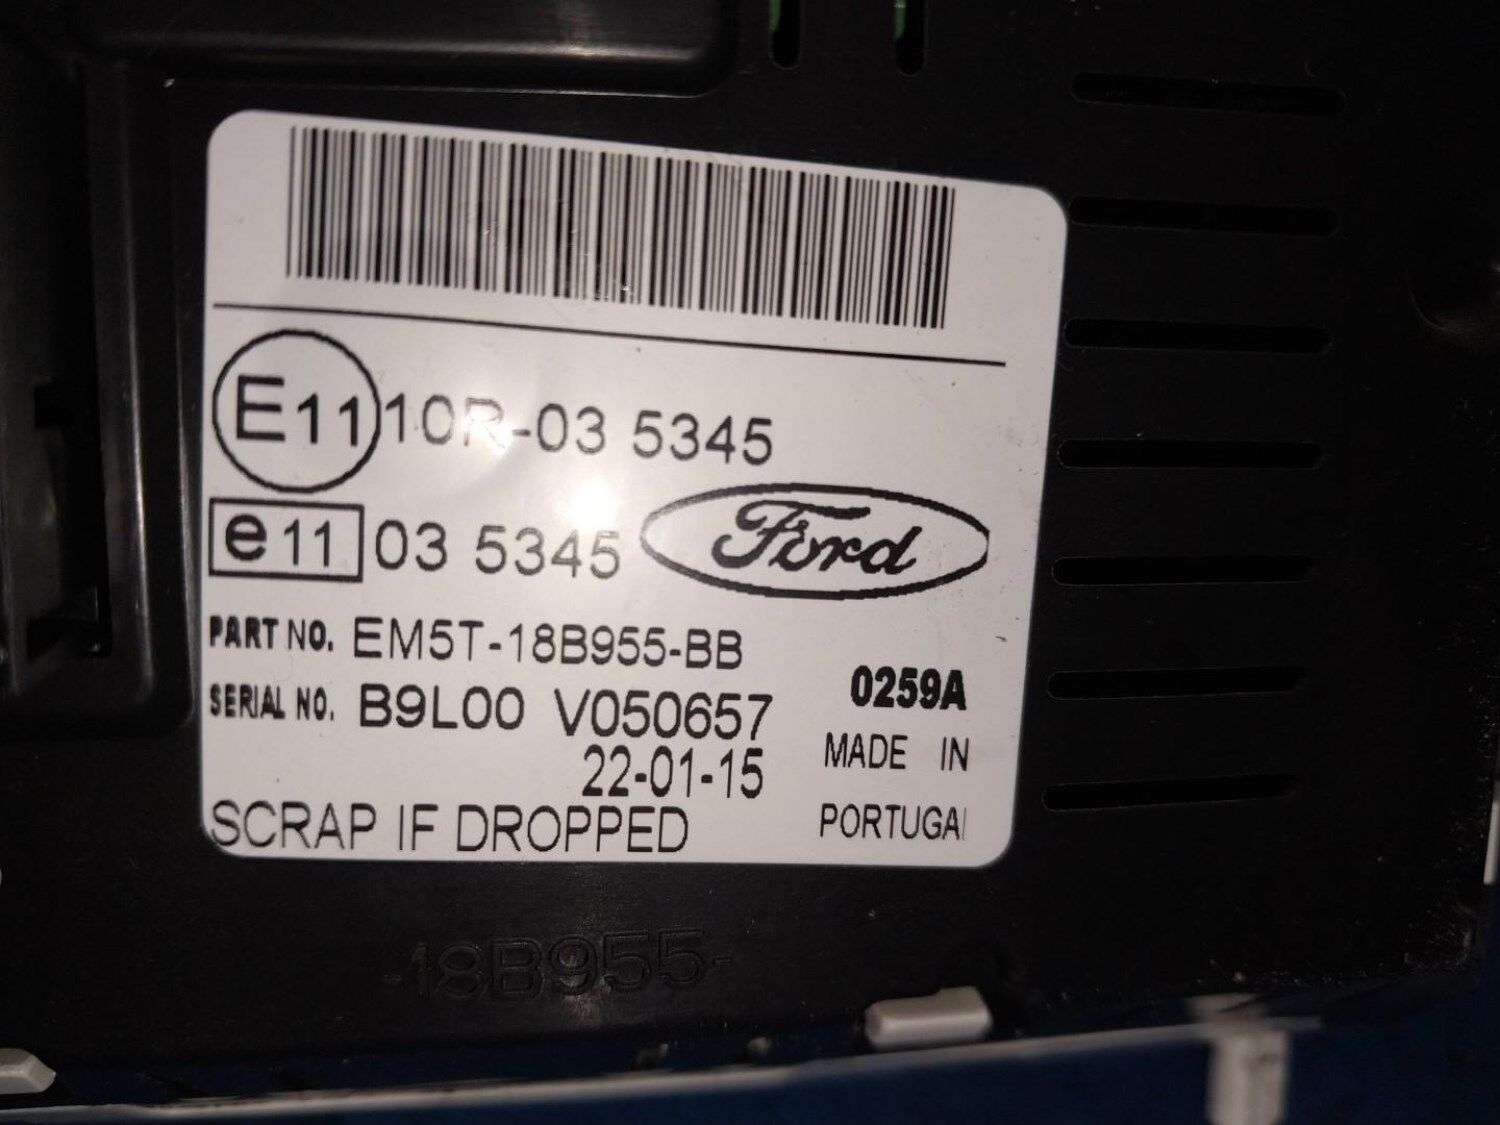 E11 10R-03 5345
e11 03 5345 Ford
PART NO. EM5T-18B955-BB
SERIAL NO. B9L00 V050657 0259A
22-01-15 MADE IN
SCRAP IF DROPPED PORTUGAL
-18B955-